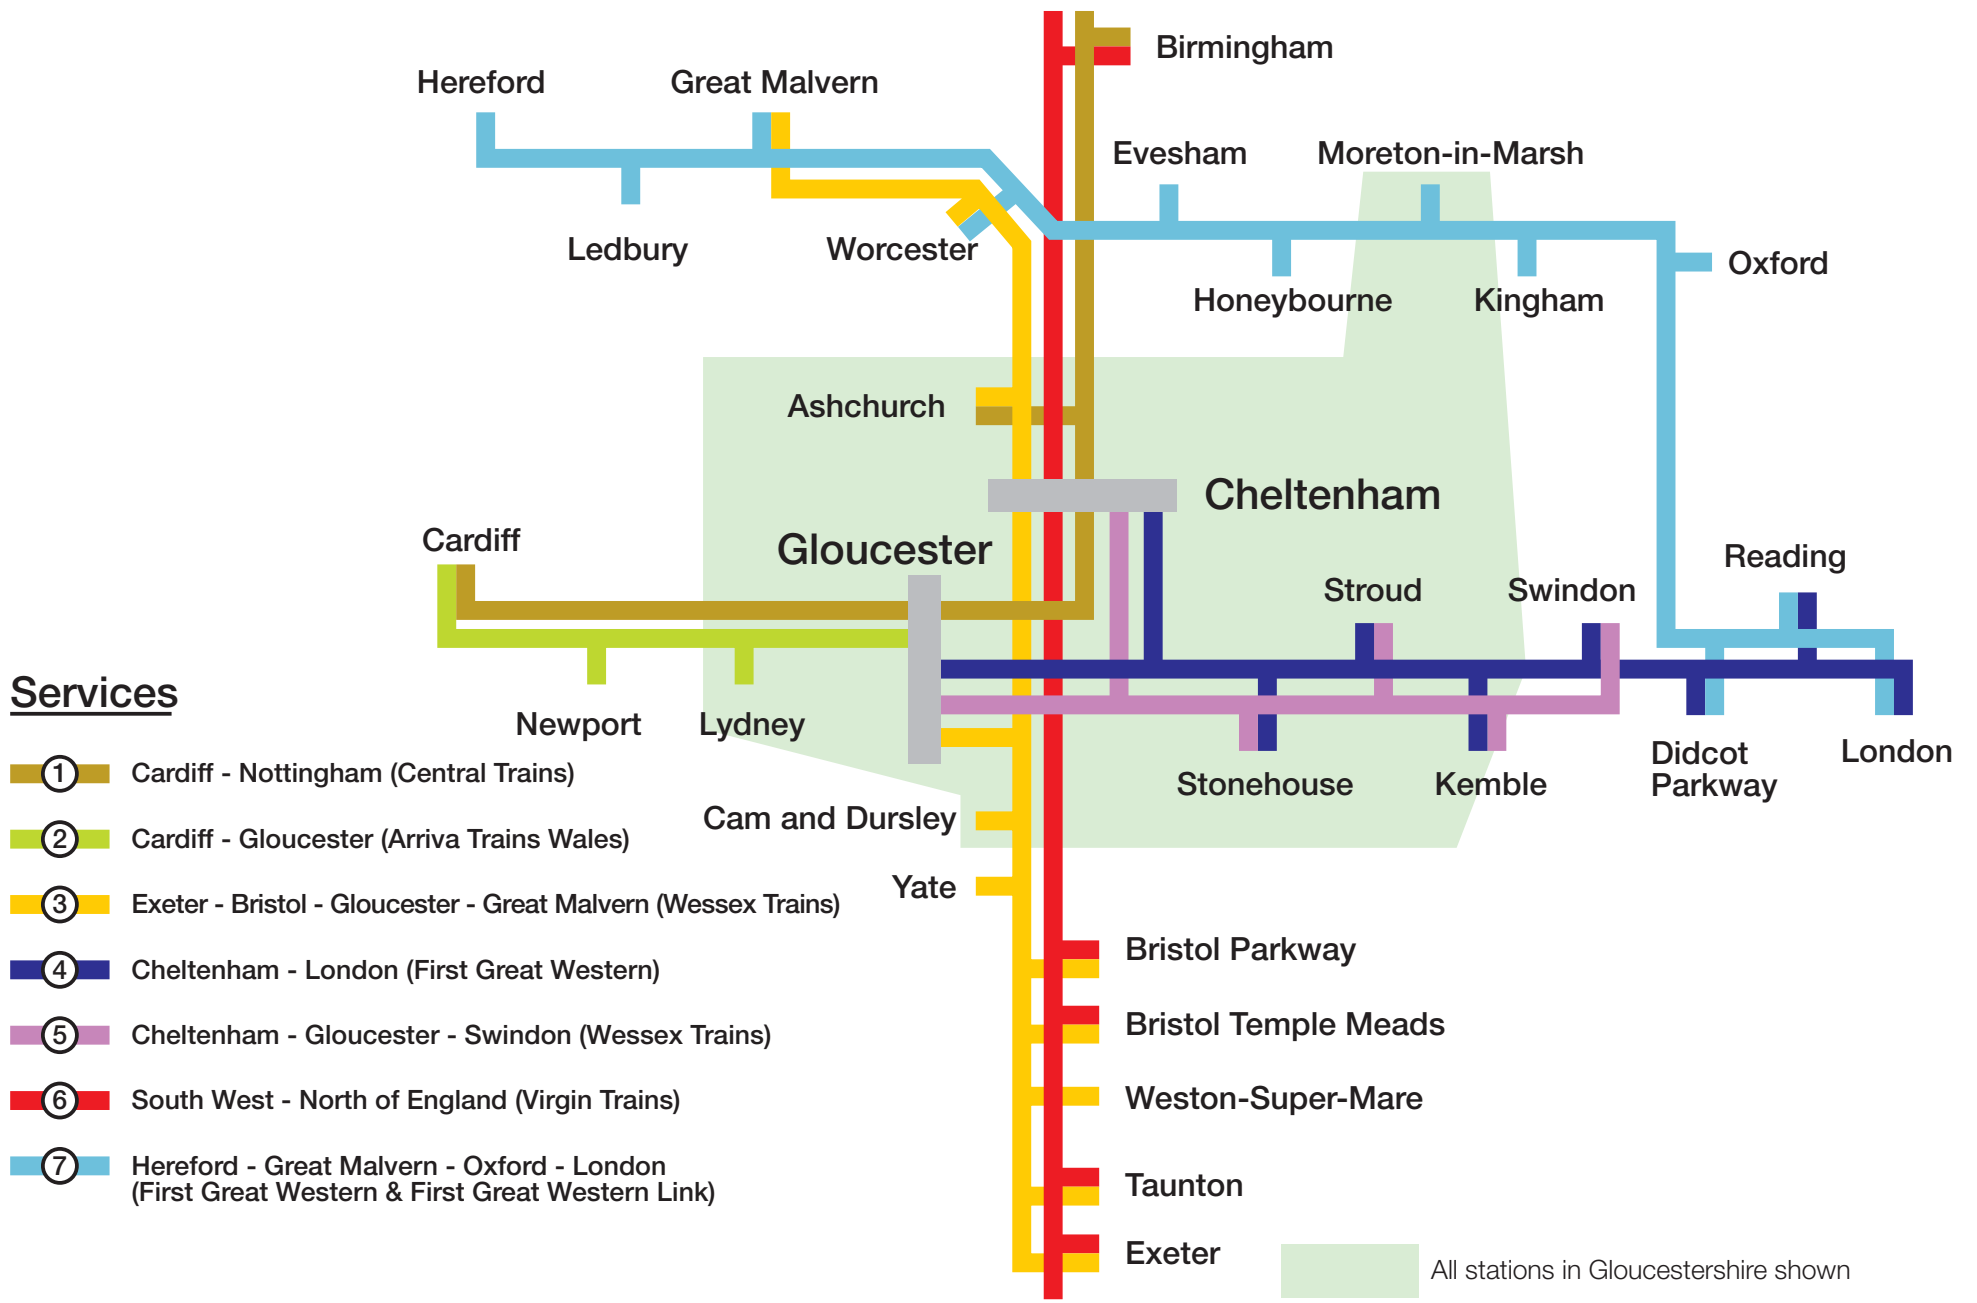 Birmingham
Hereford
Great Malvern
Evesham
Moreton-in-Marsh
Ledbury
Worcester
Oxford
Honeybourne
Kingham
Ashchurch
Cheltenham
Cardiff
Gloucester
Reading
Stroud
Swindon
Newport
Lydney
Didcot
Parkway
London
Stonehouse
Kemble
Cam and Dursley
Yate
Bristol Parkway
Bristol Temple Meads
Weston-Super-Mare
Taunton
Exeter
Services
1 Cardiff - Nottingham (Central Trains)
2 Cardiff - Gloucester (Arriva Trains Wales)
3 Exeter - Bristol - Gloucester - Great Malvern (Wessex Trains)
4 Cheltenham - London (First Great Western)
5 Cheltenham - Gloucester - Swindon (Wessex Trains)
6 South West - North of England (Virgin Trains)
7 Hereford - Great Malvern - Oxford - London
(First Great Western & First Great Western Link)
All stations in Gloucestershire shown